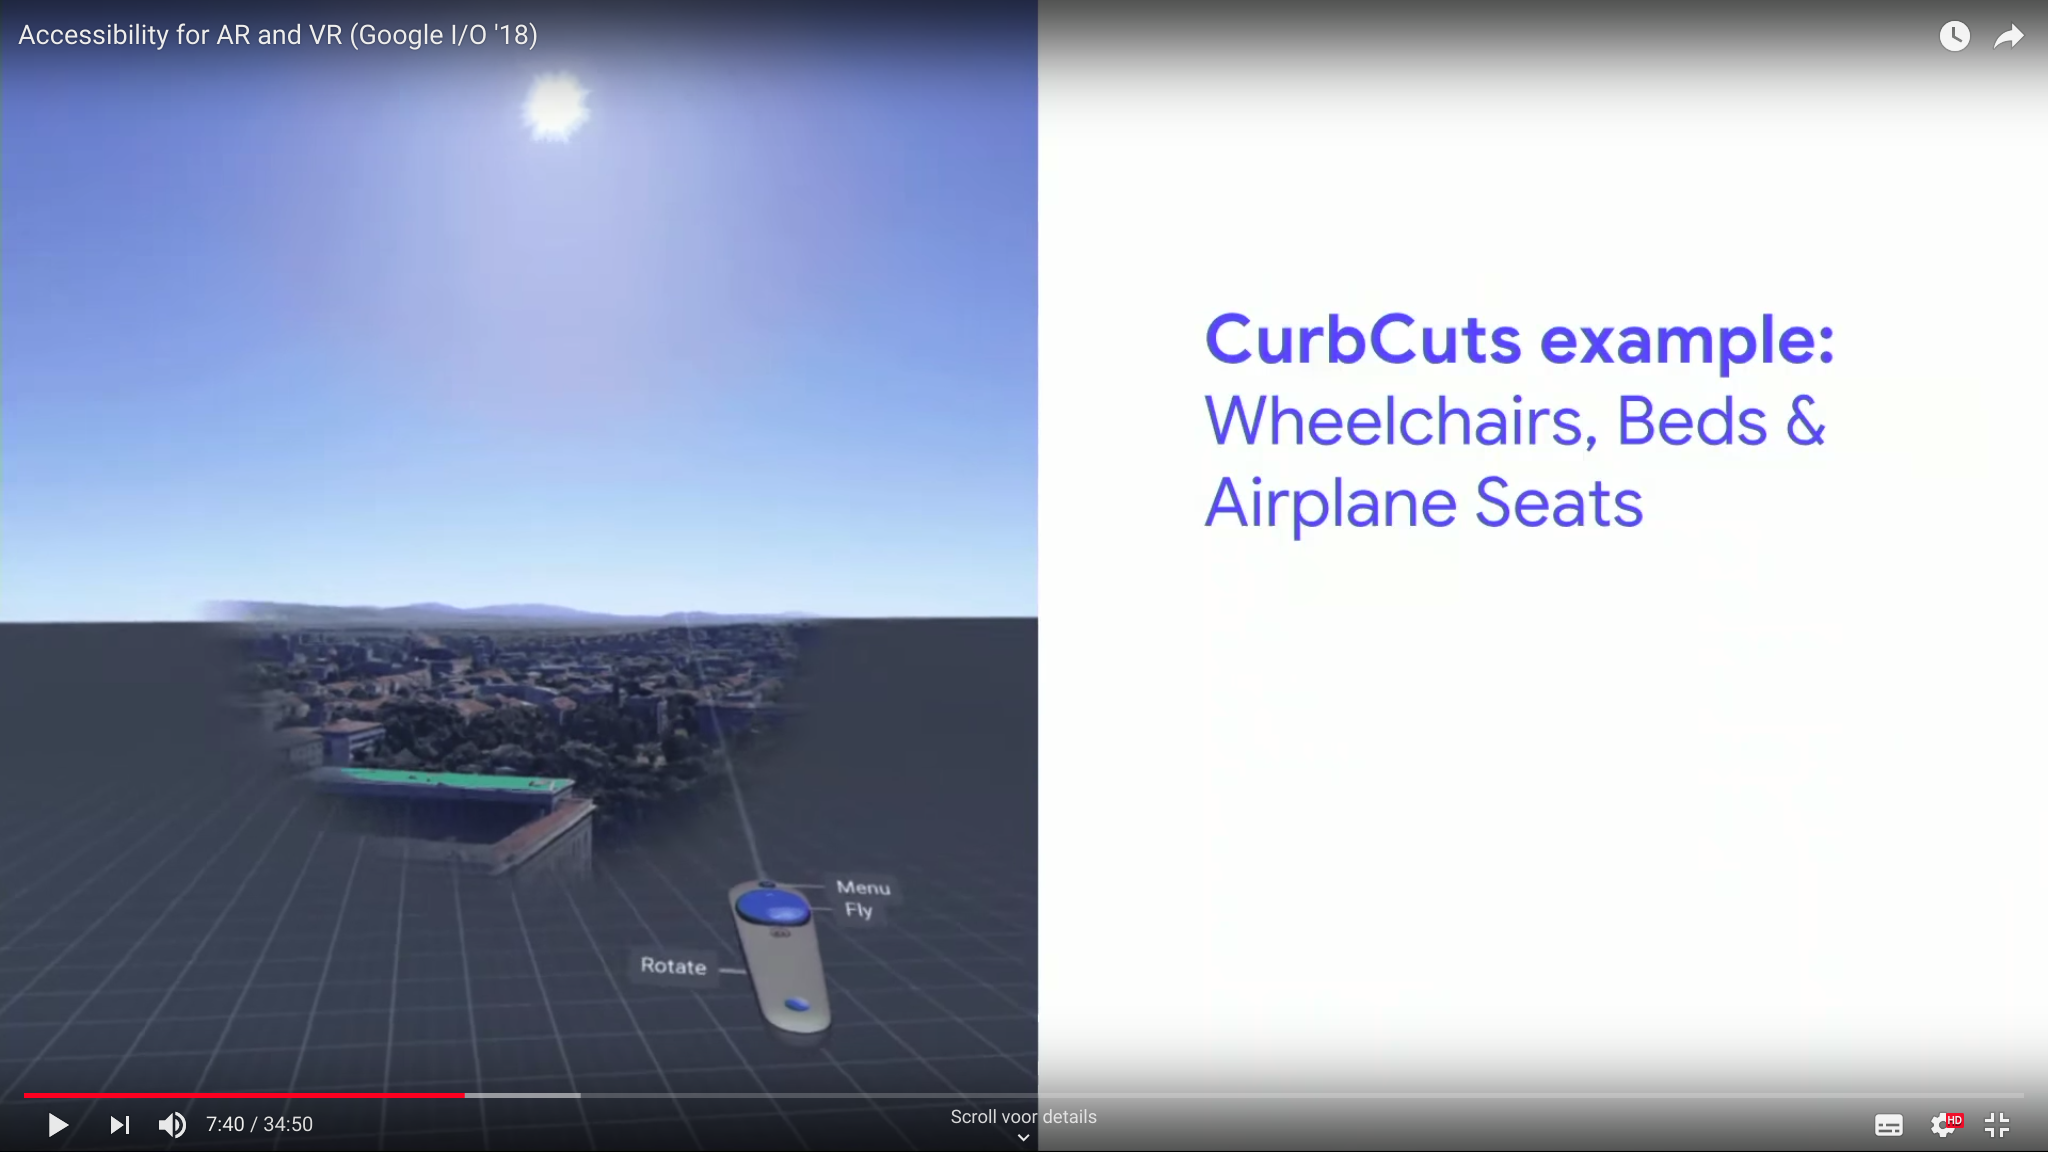 Accessibility for AR and VR (Google I/O '18)
CurbCuts example:
Wheelchairs, Beds &
Airplane Seats
Menu
Fly
Rotate
7:40 / 34:50
Scroll voor details
HD